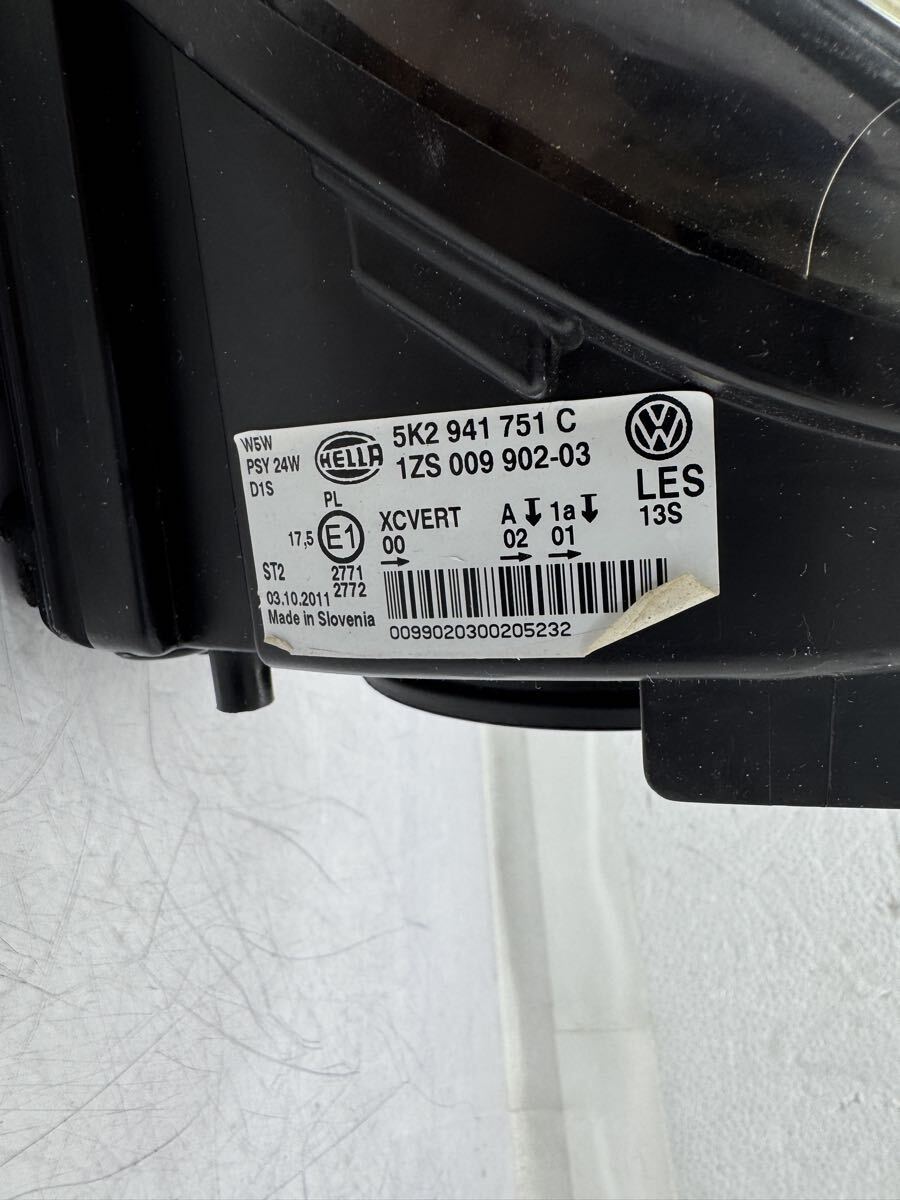 W5W
PSY 24W
D1S
HELLA
5K2 941 751 C
1ZS 009 902-03
VW
LES
13S
PL
17,5
E1
XCVERT
00
A
02
1a
01
ST2
2771
2772
03.10.2011
Made in Slovenia
0099020300205232